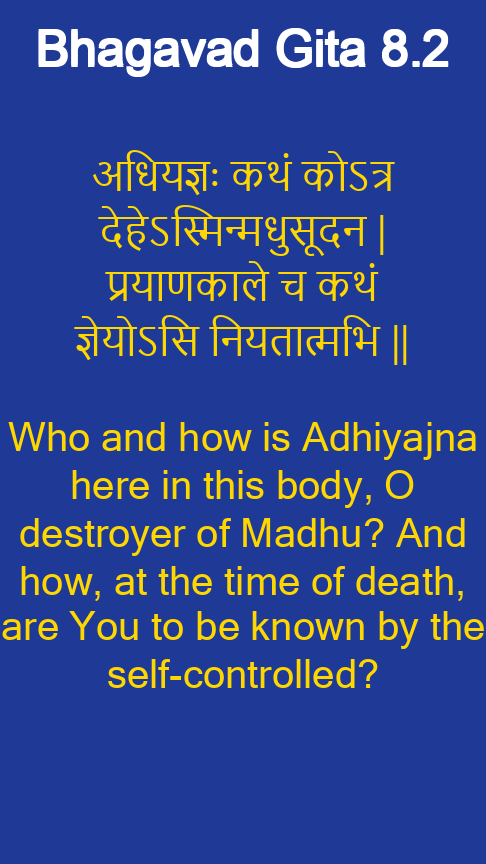 Bhagavad Gita 8.2
अधियज्ञः कथं कोऽत्र
देहेऽस्मिन्मधुसूदन |
प्रयाणकाले च कथं
ज्ञेयोऽसि नियतात्मभि ||
Who and how is Adhiyajna
here in this body, O
destroyer of Madhu? And
how, at the time of death,
are You to be known by the
self-controlled?